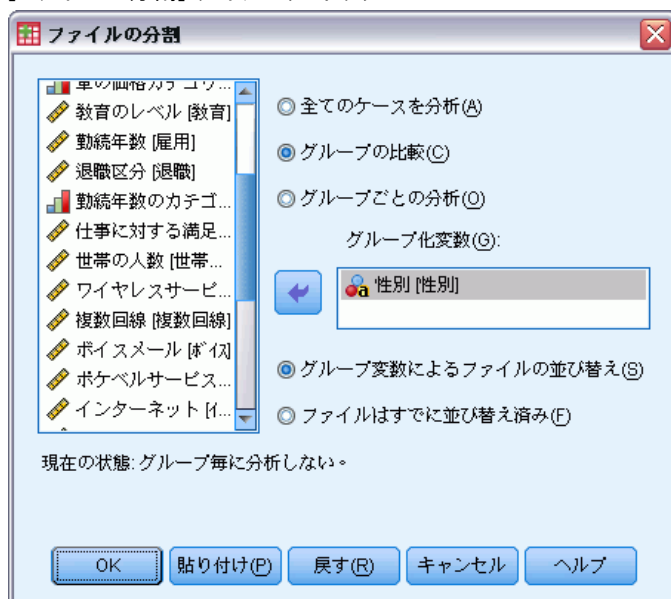 ファイルの分割
教育のレベル [教育]
勤続年数 [雇用]
退職区分 [退職]
勤続年数のカテゴ...
仕事に対する満足...
世帯の人数 [世帯...
ワイヤレスサービ...
複数回線 [複数回線]
ボイスメール [ボイス]
ポケベルサービス...
インターネット [イ...
全てのケースを分析(A)
グループの比較(C)
グループごとの分析(O)
グループ化変数(G):
性別 [性別]
グループ変数によるファイルの並び替え(S)
ファイルはすでに並び替え済み(F)
現在の状態: グループ毎に分析しない。
OK
貼り付け(P)
戻す(R)
キャンセル
ヘルプ